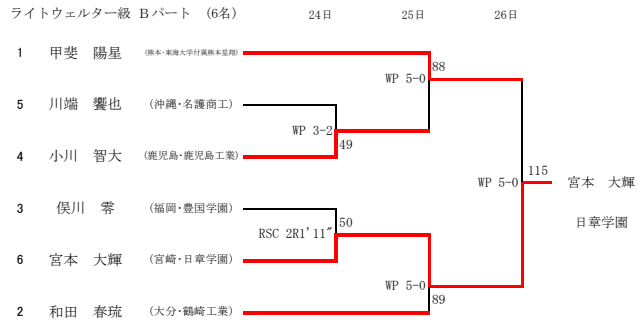 ライトウェルター級 Bパート (6名) 24日 25日 26日
1 甲斐 陽星 (熊本・東海大学付属熊本星翔)
88
WP 5-0
5 川端 饗也 (沖縄・名護商工)
WP 3-2
49
4 小川 智大 (鹿児島・鹿児島工業)
115
WP 5-0
宮本 大輝
日章学園
3 俣川 零 (福岡・豊国学園)
50
RSC 2R1'11"
6 宮本 大輝 (宮崎・日章学園)
WP 5-0
89
2 和田 春琉 (大分・鶴崎工業)